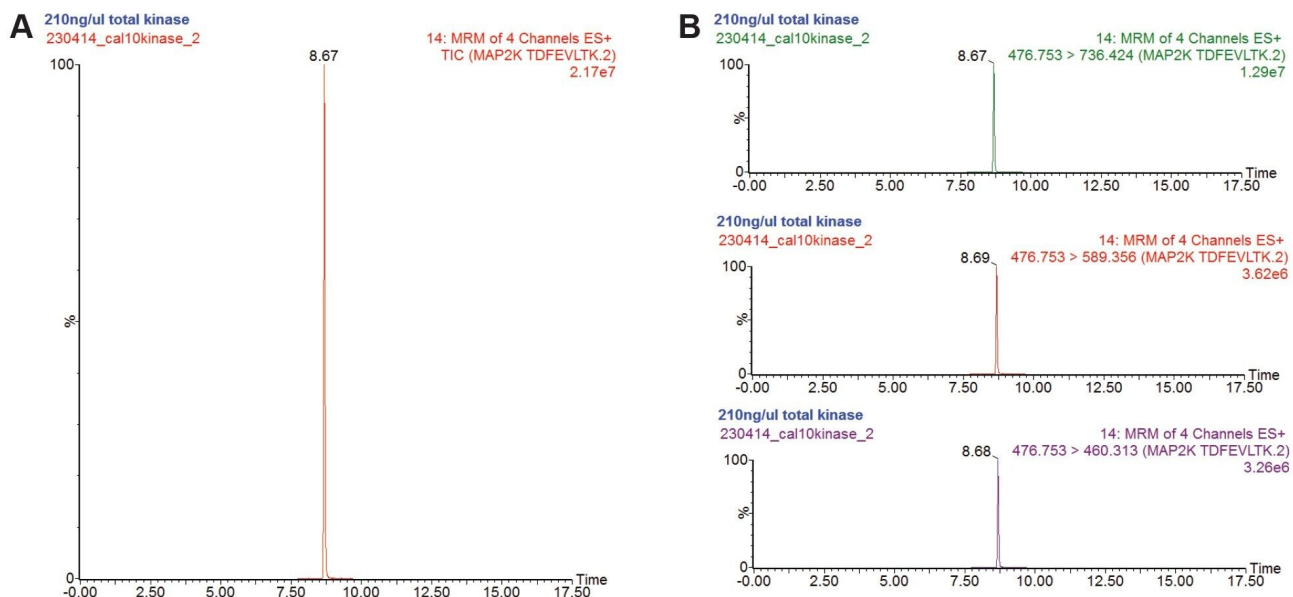 A
210ng/ul total kinase
230414_cal10kinase_2
14: MRM of 4 Channels ES+
TIC (MAP2K TDFEVLTK.2)
2.17e7
8.67
100
%
0
-0.00 2.50 5.00 7.50 10.00 12.50 15.00 17.50
Time
B
210ng/ul total kinase
230414_cal10kinase_2
14: MRM of 4 Channels ES+
476.753 > 736.424 (MAP2K TDFEVLTK.2)
1.29e7
8.67
100
%
0
Time
-0.00 2.50 5.00 7.50 10.00 12.50 15.00 17.50
210ng/ul total kinase
230414_cal10kinase_2
14: MRM of 4 Channels ES+
476.753 > 589.356 (MAP2K TDFEVLTK.2)
3.62e6
8.69
100
%
0
Time
-0.00 2.50 5.00 7.50 10.00 12.50 15.00 17.50
210ng/ul total kinase
230414_cal10kinase_2
14: MRM of 4 Channels ES+
476.753 > 460.313 (MAP2K TDFEVLTK.2)
3.26e6
8.68
100
%
0
Time
-0.00 2.50 5.00 7.50 10.00 12.50 15.00 17.50